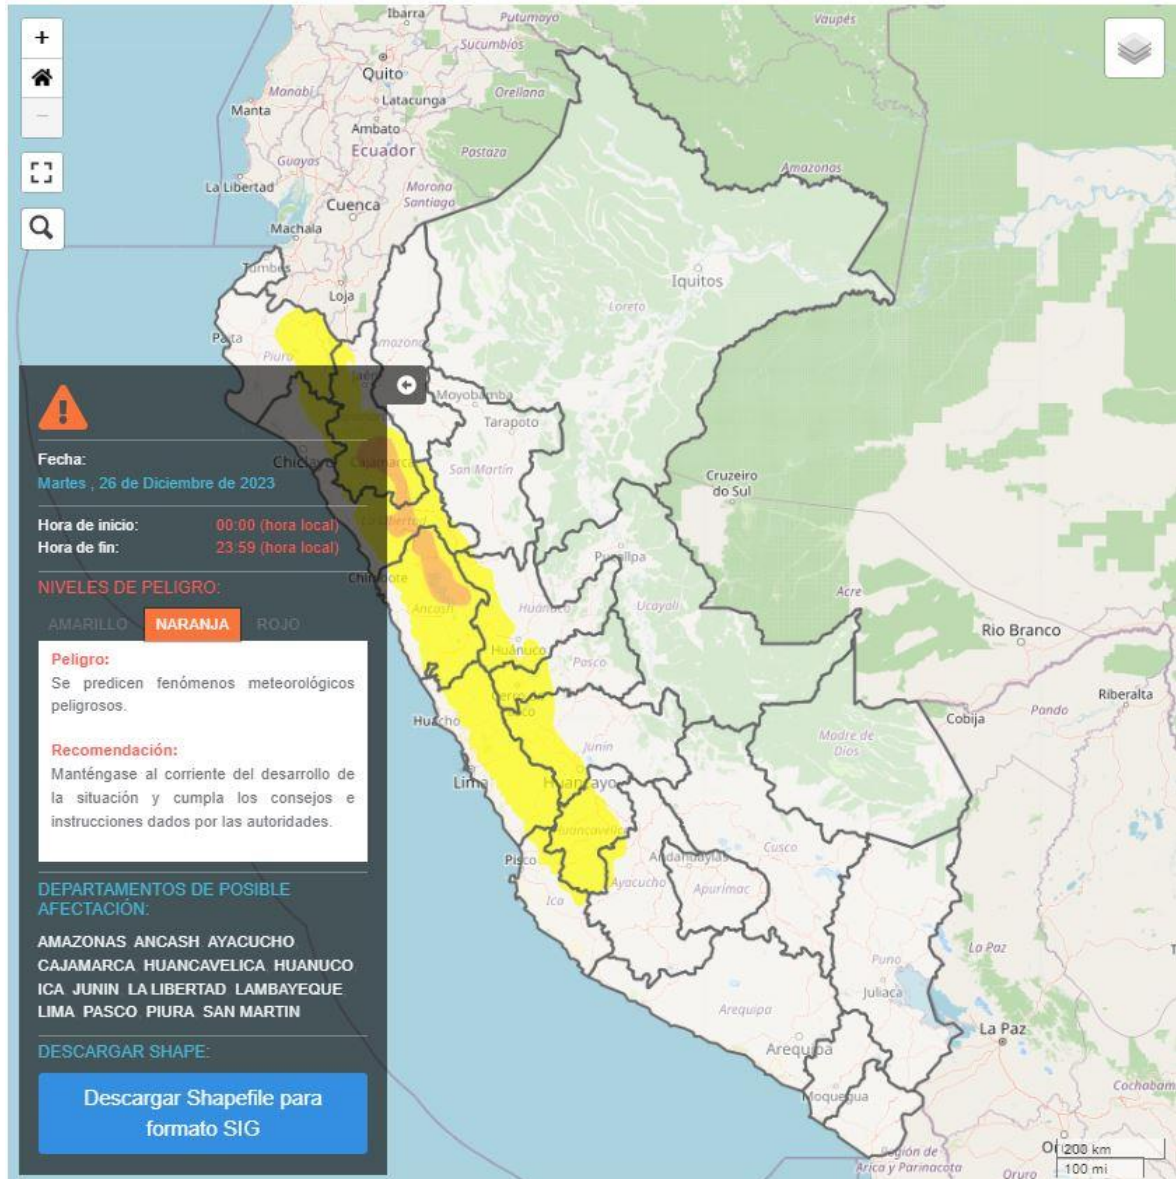 Ibarra
Putumayo
Vaupés
+
Sucumbíos
Quito
Orellana
Manabi
Latacunga
Manta
Ambato
Ecuador
Pastaza
Guayas
Amazonas
La Libertad
Morona
Santiago
Cuenca
Machala
Tumbes
Iquitos
Loja
Loreto
Paita
Piura
Amazonas
Moyobamba
Tarapoto
Fecha:
Chiclayo
Cajamarca
San Martín
Martes , 26 de Diciembre de 2023
Cruzeiro
do Sul
Hora de inicio: 00:00 (hora local)
La Libertad
Hora de fin: 23:59 (hora local)
Pucallpa
Chimbote
NIVELES DE PELIGRO:
Acre
Ancash
Huánuco
Ucayali
AMARILLO NARANJA ROJO
Rio Branco
Huánuco
Peligro:
Pasco
Se predicen fenómenos meteorológicos
peligrosos.
Riberalta
Pando
Huacho
Cobija
Madre de
Dios
Junín
Recomendación:
Manténgase al corriente del desarrollo de
la situación y cumpla los consejos e
instrucciones dados por las autoridades.
Lima
Huancayo
Huancavelica
Cusco
Pisco
Andahuaylas
Ayacucho
Apurímac
Ica
DEPARTAMENTOS DE POSIBLE
AFECTACIÓN:
AMAZONAS ANCASH AYACUCHO
CAJAMARCA HUANCAVELICA HUANUCO
ICA JUNIN LA LIBERTAD LAMBAYEQUE
LIMA PASCO PIURA SAN MARTIN
La Paz
Puno
Juliaca
Arequipa
La Paz
DESCARGAR SHAPE:
Arequipa
Descargar Shapefile para
formato SIG
Cochabam
Moquegua
200 km
100 mi
Región de
Arica y Parinacota
Oruro